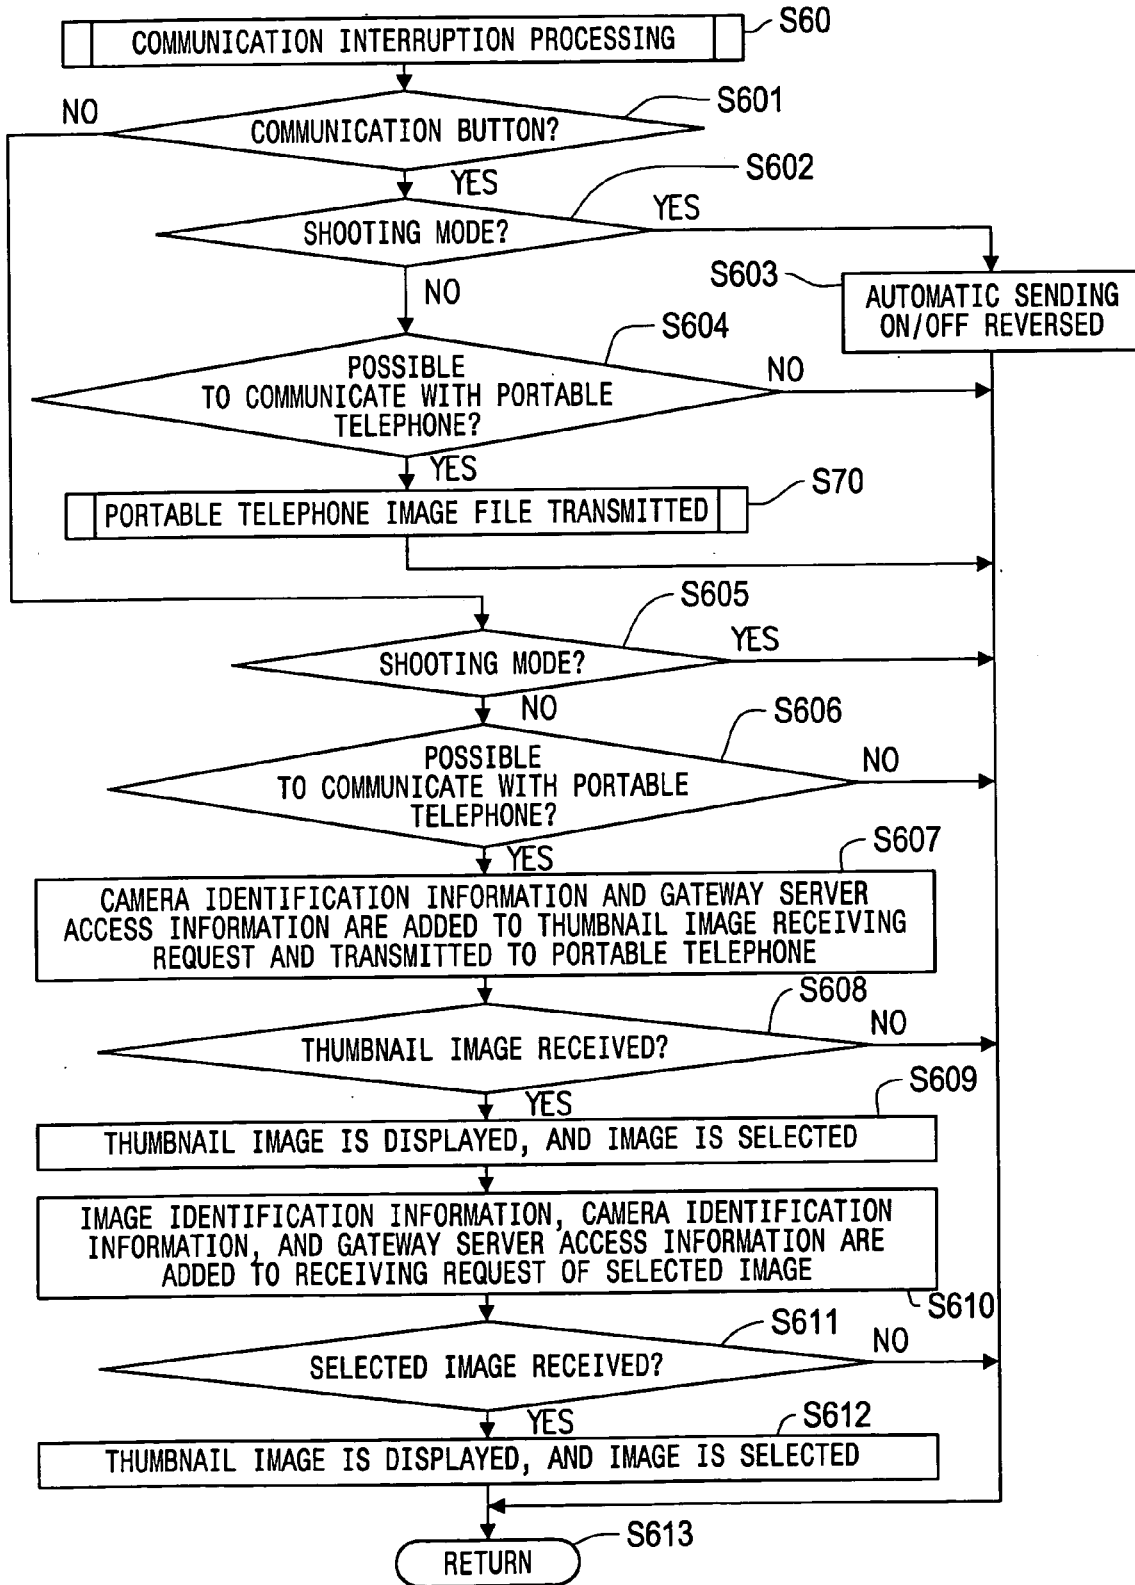 COMMUNICATION INTERRUPTION PROCESSING
S60
NO
COMMUNICATION BUTTON?
S601
YES
S602
SHOOTING MODE?
YES
NO
S603
AUTOMATIC SENDING
ON/OFF REVERSED
S604
POSSIBLE
TO COMMUNICATE WITH PORTABLE
TELEPHONE?
NO
YES
S70
PORTABLE TELEPHONE IMAGE FILE TRANSMITTED
S605
SHOOTING MODE?
YES
NO
S606
POSSIBLE
TO COMMUNICATE WITH PORTABLE
TELEPHONE?
NO
YES
S607
CAMERA IDENTIFICATION INFORMATION AND GATEWAY SERVER
ACCESS INFORMATION ARE ADDED TO THUMBNAIL IMAGE RECEIVING
REQUEST AND TRANSMITTED TO PORTABLE TELEPHONE
S608
THUMBNAIL IMAGE RECEIVED?
NO
YES
S609
THUMBNAIL IMAGE IS DISPLAYED, AND IMAGE IS SELECTED
IMAGE IDENTIFICATION INFORMATION, CAMERA IDENTIFICATION
INFORMATION, AND GATEWAY SERVER ACCESS INFORMATION ARE
ADDED TO RECEIVING REQUEST OF SELECTED IMAGE
S610
S611
SELECTED IMAGE RECEIVED?
NO
YES
S612
THUMBNAIL IMAGE IS DISPLAYED, AND IMAGE IS SELECTED
S613
RETURN